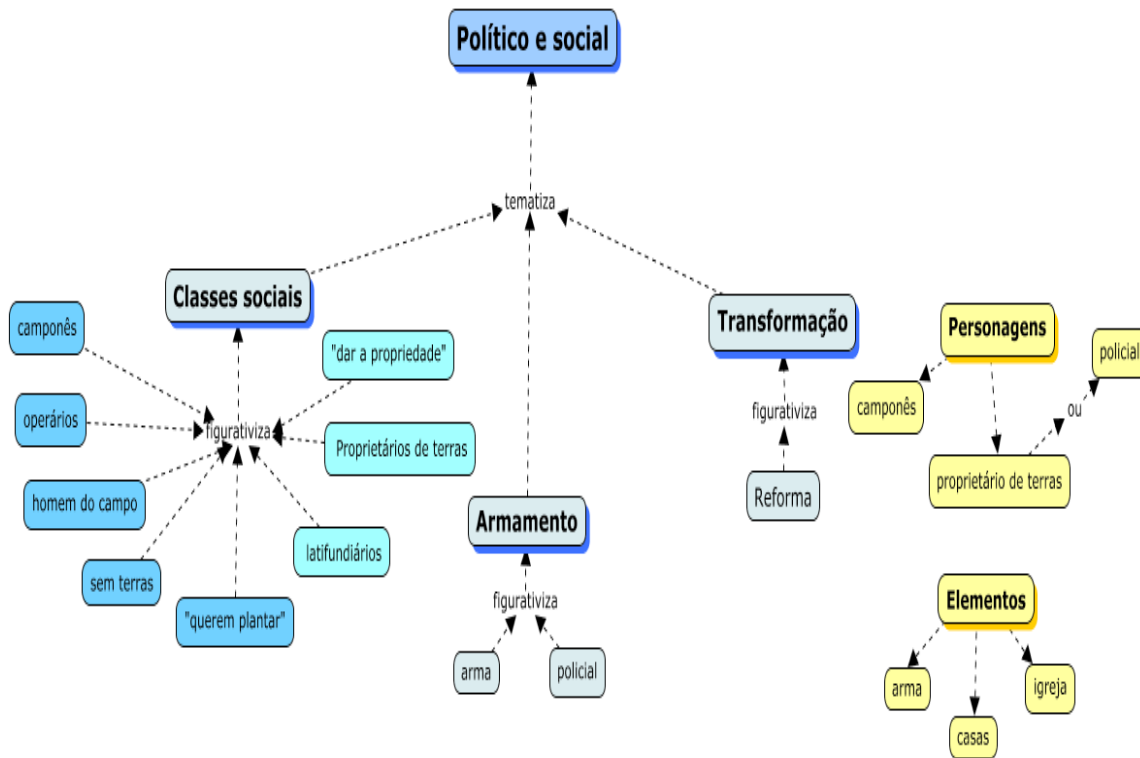 Político e social
tematiza
Classes sociais
Transformação
camponês
"dar a propriedade"
Personagens
policial
operários
figurativiza
Proprietários de terras
figurativiza
camponês
ou
homem do campo
Armamento
Reforma
proprietário de terras
sem terras
latifundiários
"querem plantar"
figurativiza
arma
policial
Elementos
arma
igreja
casas